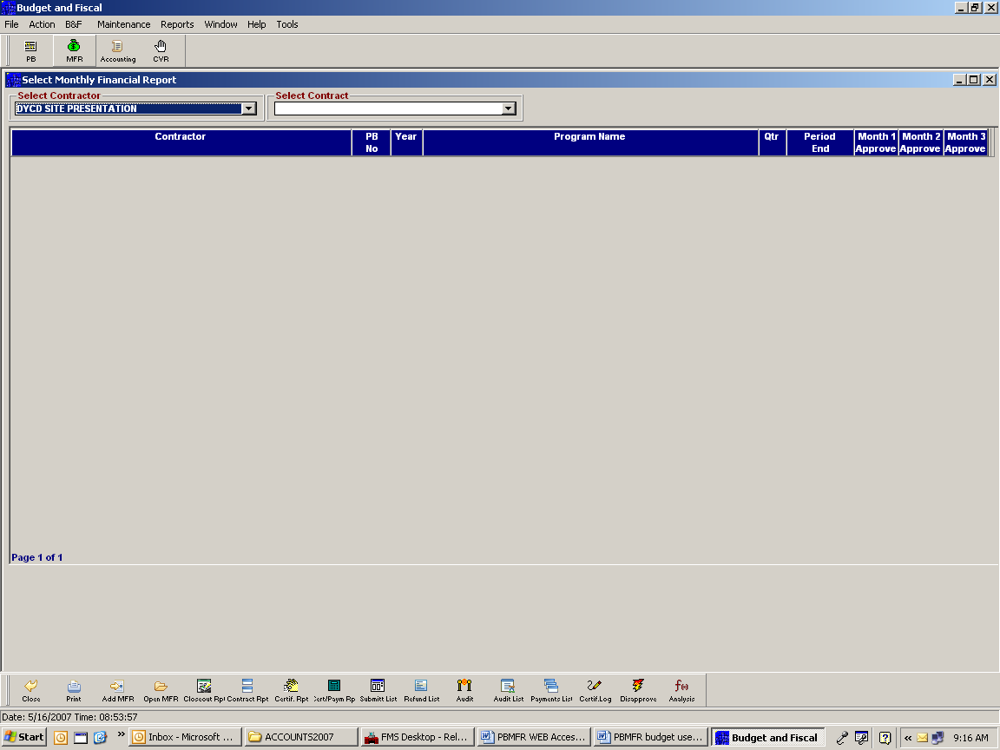 Budget and Fiscal
File Action B&F Maintenance Reports Window Help Tools
PB MFR Accounting CVR
Select Monthly Financial Report
Select Contractor Select Contract
DYCD SITE PRESENTATION
Contractor PB No Year Program Name Qtr Period End Month 1 Approve Month 2 Approve Month 3 Approve
Page 1 of 1
Close Print Add MFR Open MFR Closeout Rpt Contract Rpt Certif. Rpt Cert/Paym Rp Submit List Refund List Audit Audit List Payments List Certif.Log Disapprove Analysis
Date: 5/16/2007 Time: 08:53:57
Start » Inbox - Microsoft ... ACCOUNTS2007 FMS Desktop - Rel... PBMFR WEB Acces... PBMFR budget use... Budget and Fiscal « 9:16 AM